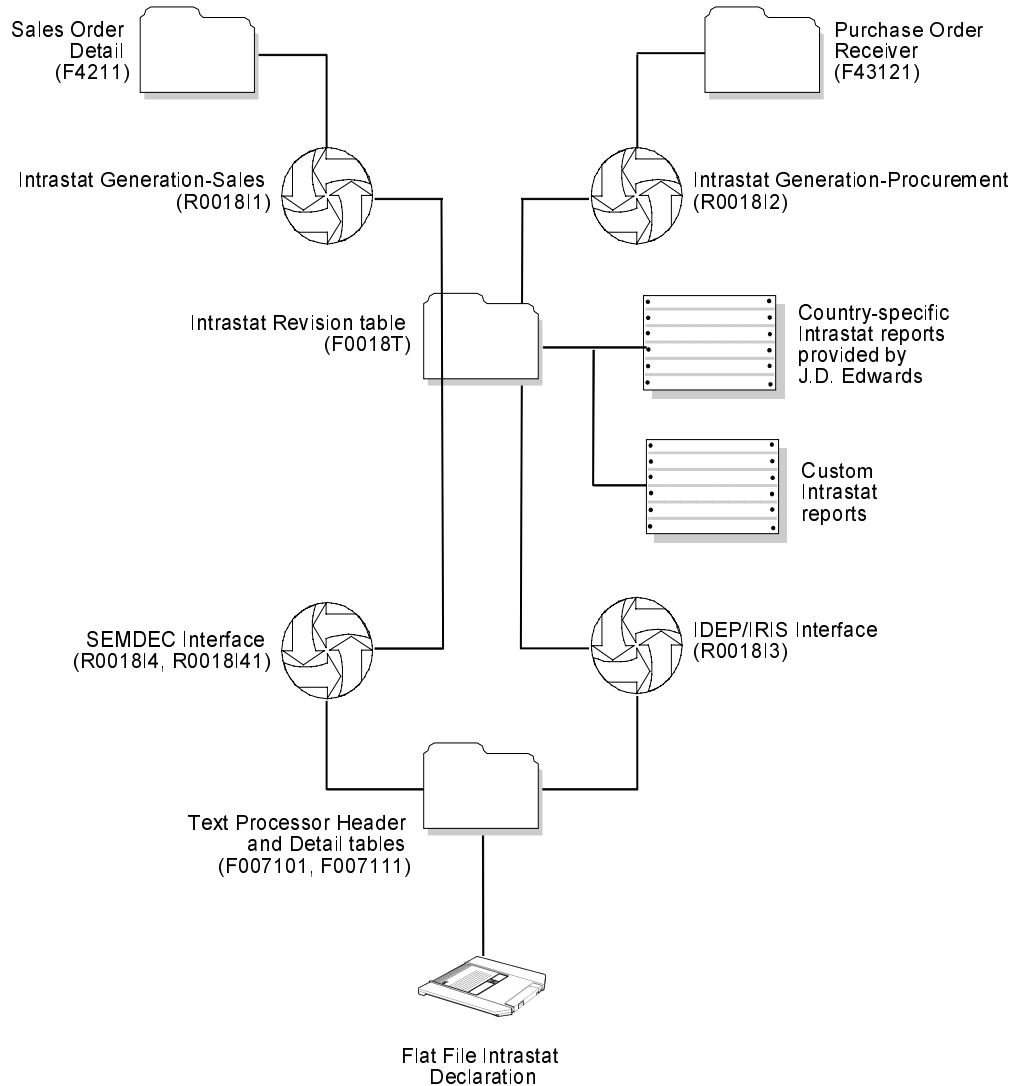 Sales Order
Detail
(F4211)
Purchase Order
Receiver
(F43121)
Intrastat Generation-Sales
(R0018I1)
Intrastat Generation-Procurement
(R0018I2)
Intrastat Revision table
(F0018T)
Country-specific
Intrastat reports
provided by
J.D. Edwards
Custom
Intrastat
reports
SEMDEC Interface
(R0018I4, R0018I41)
IDEP/IRIS Interface
(R0018I3)
Text Processor Header
and Detail tables
(F007101, F007111)
Flat File Intrastat
Declaration